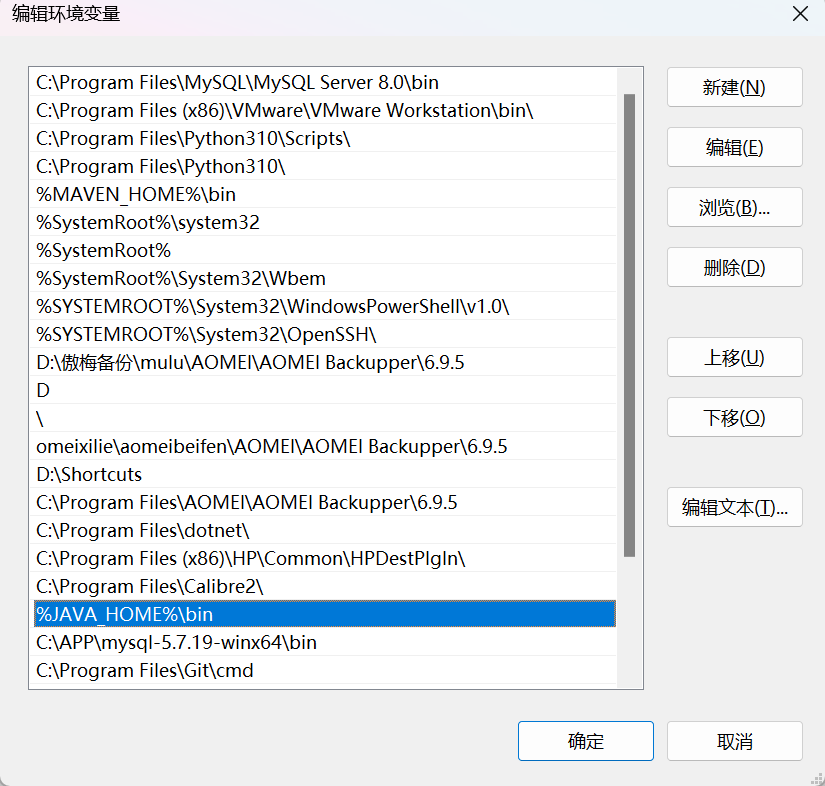 编辑环境变量
C:\Program Files\MySQL\MySQL Server 8.0\bin
C:\Program Files (x86)\VMware\VMware Workstation\bin\
C:\Program Files\Python310\Scripts\
C:\Program Files\Python310\
%MAVEN_HOME%\bin
%SystemRoot%\system32
%SystemRoot%
%SystemRoot%\System32\Wbem
%SYSTEMROOT%\System32\WindowsPowerShell\v1.0\
%SYSTEMROOT%\System32\OpenSSH\
D:\傲梅备份\mulu\AOMEI\AOMEI Backupper\6.9.5
D
\
omeixilie\aomeibeifen\AOMEI\AOMEI Backupper\6.9.5
D:\Shortcuts
C:\Program Files\AOMEI\AOMEI Backupper\6.9.5
C:\Program Files\dotnet\
C:\Program Files (x86)\HP\Common\HPDestPlgIn\
C:\Program Files\Calibre2\
%JAVA_HOME%\bin
C:\APP\mysql-5.7.19-winx64\bin
C:\Program Files\Git\cmd
新建(N)
编辑(E)
浏览(B)...
删除(D)
上移(U)
下移(O)
编辑文本(T)...
确定
取消